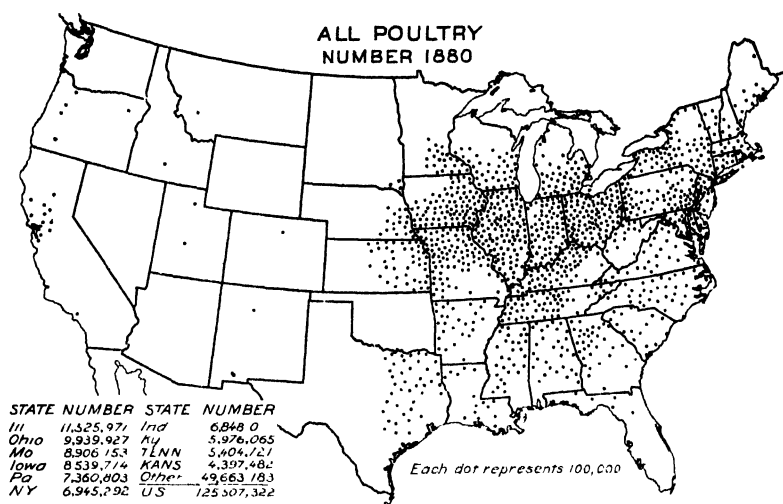 ALL POULTRY
NUMBER 1880
STATE NUMBER STATE NUMBER
Ill 11,325,971 Ind 6,848 0
Ohio 9,939,927 Ky 5,976,065
Mo 8,906 153 TENN 5,404,721
Iowa 8 539,714 KANS 4,397,482
Pa 7,360,803 Other 49,663 183
NY 6,945,292 US 125 507,322
Each dot represents 100,000